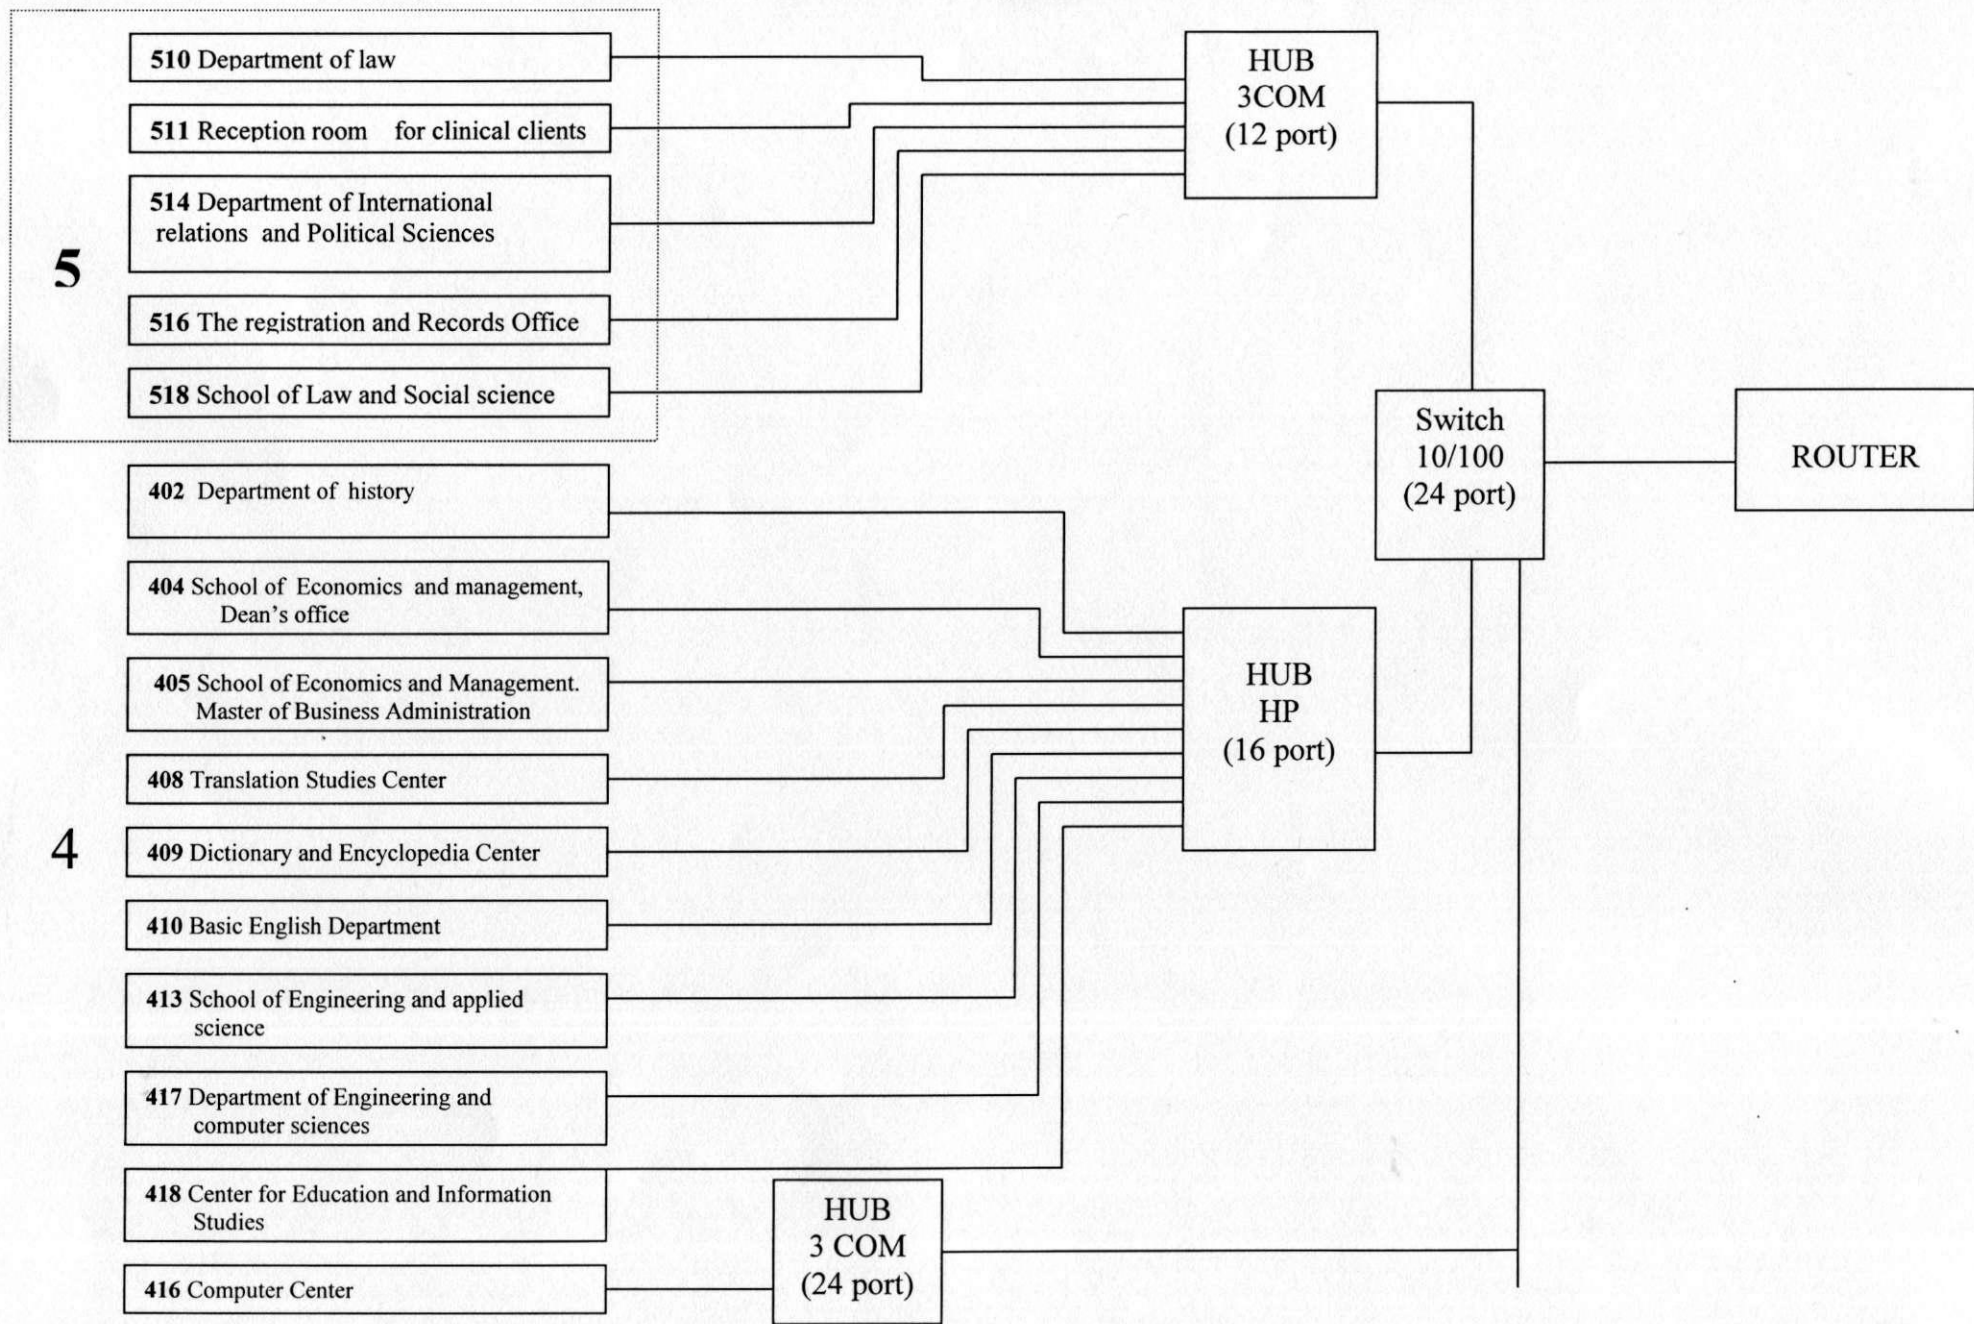 510 Department of law
511 Reception room for clinical clients
514 Department of International
relations and Political Sciences
5
516 The registration and Records Office
518 School of Law and Social science
402 Department of history
404 School of Economics and management,
Dean's office
405 School of Economics and Management.
Master of Business Administration
408 Translation Studies Center
4
409 Dictionary and Encyclopedia Center
410 Basic English Department
413 School of Engineering and applied
science
417 Department of Engineering and
computer sciences
418 Center for Education and Information
Studies
416 Computer Center
HUB
3COM
(12 port)
HUB
HP
(16 port)
HUB
3 COM
(24 port)
Switch
10/100
(24 port)
ROUTER